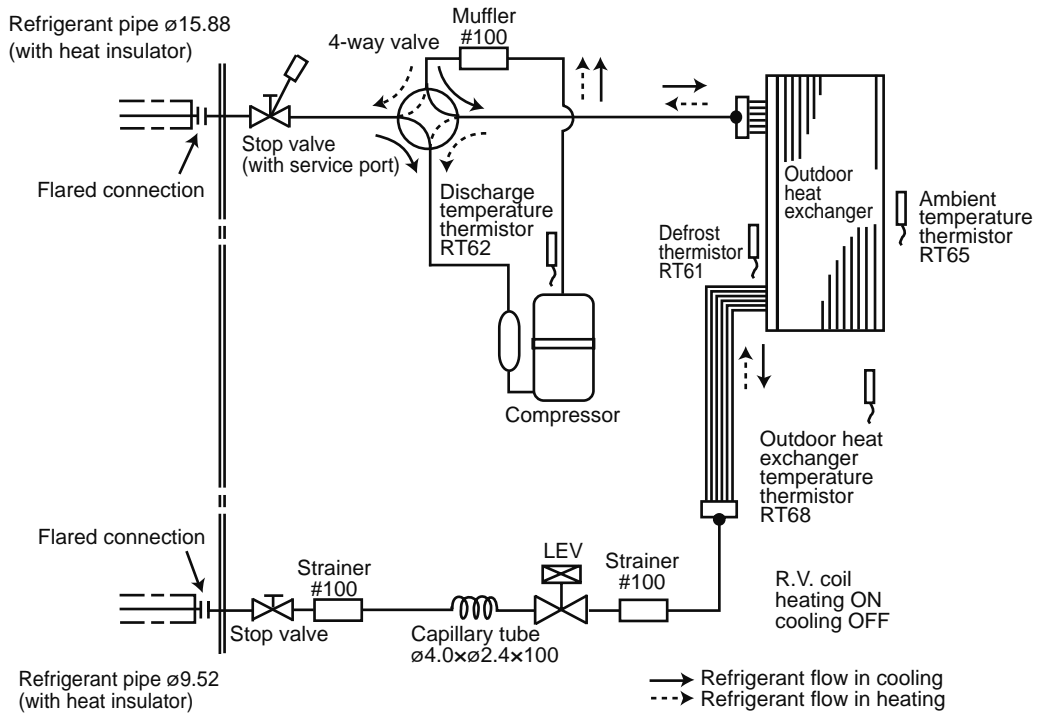 Refrigerant pipe ø15.88
(with heat insulator)
4-way valve
Muffler
#100
Stop valve
(with service port)
Flared connection
Discharge
temperature
thermistor
RT62
Compressor
Outdoor
heat
exchanger
Defrost
thermistor
RT61
Ambient
temperature
thermistor
RT65
Outdoor heat
exchanger
temperature
thermistor
RT68
Flared connection
Strainer
#100
LEV
Strainer
#100
Stop valve
Capillary tube
ø4.0×ø2.4×100
R.V. coil
heating ON
cooling OFF
Refrigerant pipe ø9.52
(with heat insulator)
Refrigerant flow in cooling
Refrigerant flow in heating